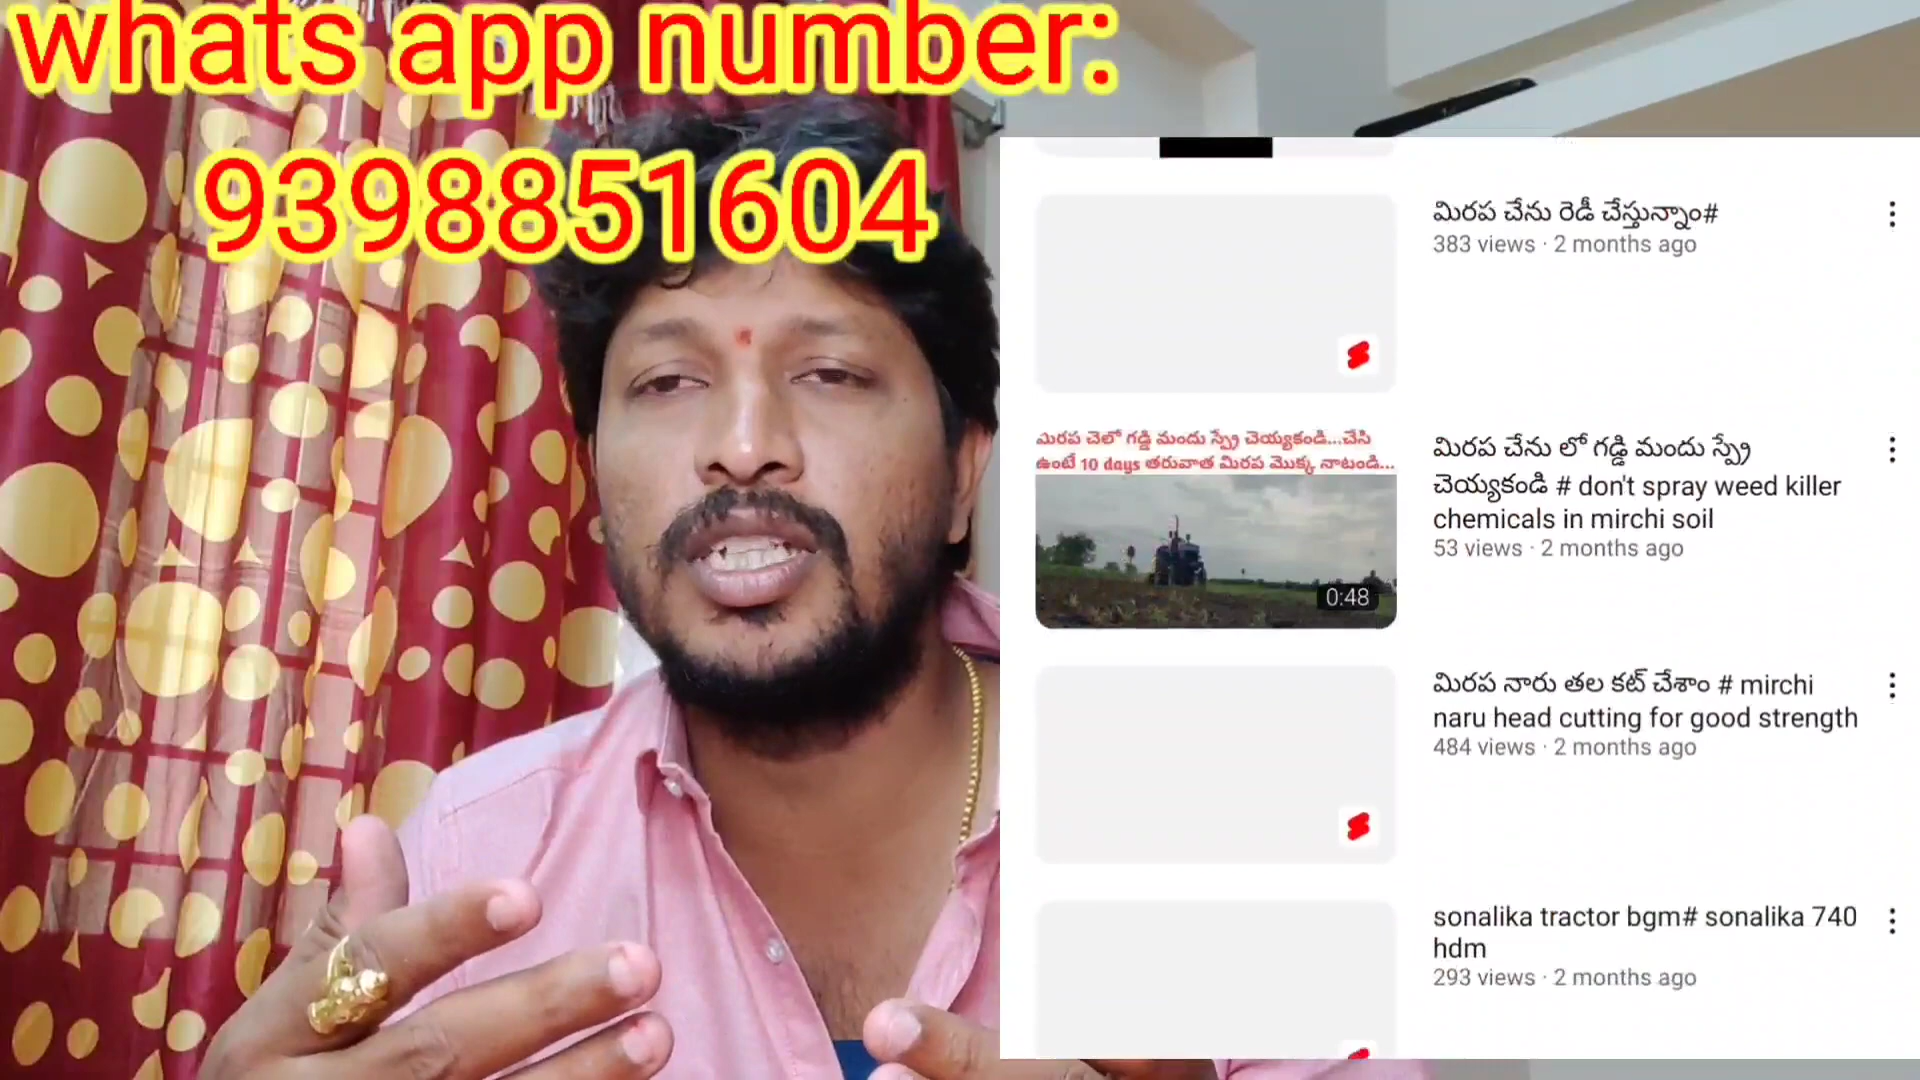 whats app number:
9398851604
మిరప చేను రెడీ చేస్తున్నాం#
383 views · 2 months ago
మిరప చెలో గడ్డి మందు స్ప్రే చెయ్యకండి...చేసి
ఉంటే 10 days తరువాత మిరప మొక్క నాటండి...
0:48
మిరప చేను లో గడ్డి మందు స్ప్రే
చెయ్యకండి # don't spray weed killer
chemicals in mirchi soil
53 views · 2 months ago
మిరప నారు తల కట్ చేశాం # mirchi
naru head cutting for good strength
484 views · 2 months ago
sonalika tractor bgm# sonalika 740
hdm
293 views · 2 months ago